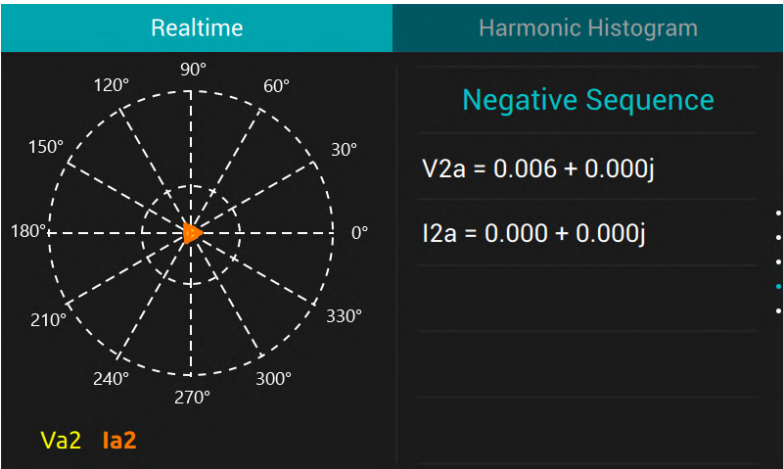 Realtime
Harmonic Histogram
90°
120°
60°
150°
30°
180°
0°
210°
330°
240°
300°
270°
Va2 Ia2
Negative Sequence
V2a = 0.006 + 0.000j
I2a = 0.000 + 0.000j